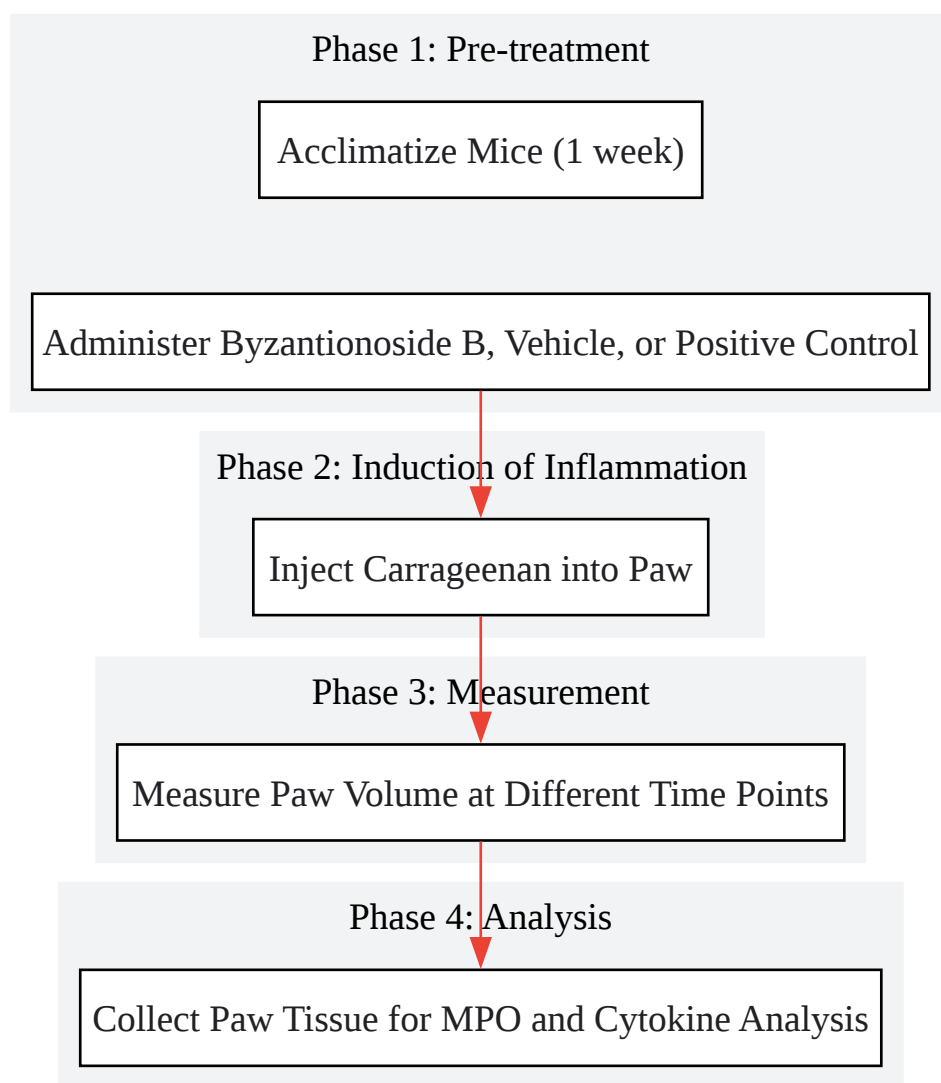 Phase 1: Pre-treatment
Acclimatize Mice (1 week)
Administer Byzantionoside B, Vehicle, or Positive Control
Phase 2: Induction of Inflammation
Inject Carrageenan into Paw
Phase 3: Measurement
Measure Paw Volume at Different Time Points
Phase 4: Analysis
Collect Paw Tissue for MPO and Cytokine Analysis